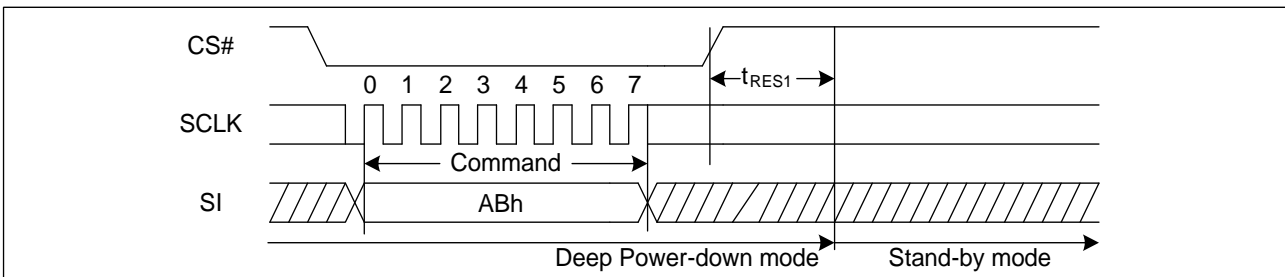 CS#
tRES1
0 1 2 3 4 5 6 7
SCLK
Command
SI
ABh
Deep Power-down mode Stand-by mode